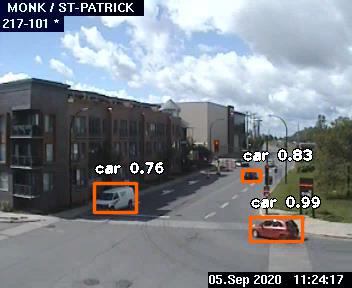 MONK / ST-PATRICK
217-101 *
car 0.76
car 0.83
car 0.99
05.Sep 2020 11:24:17